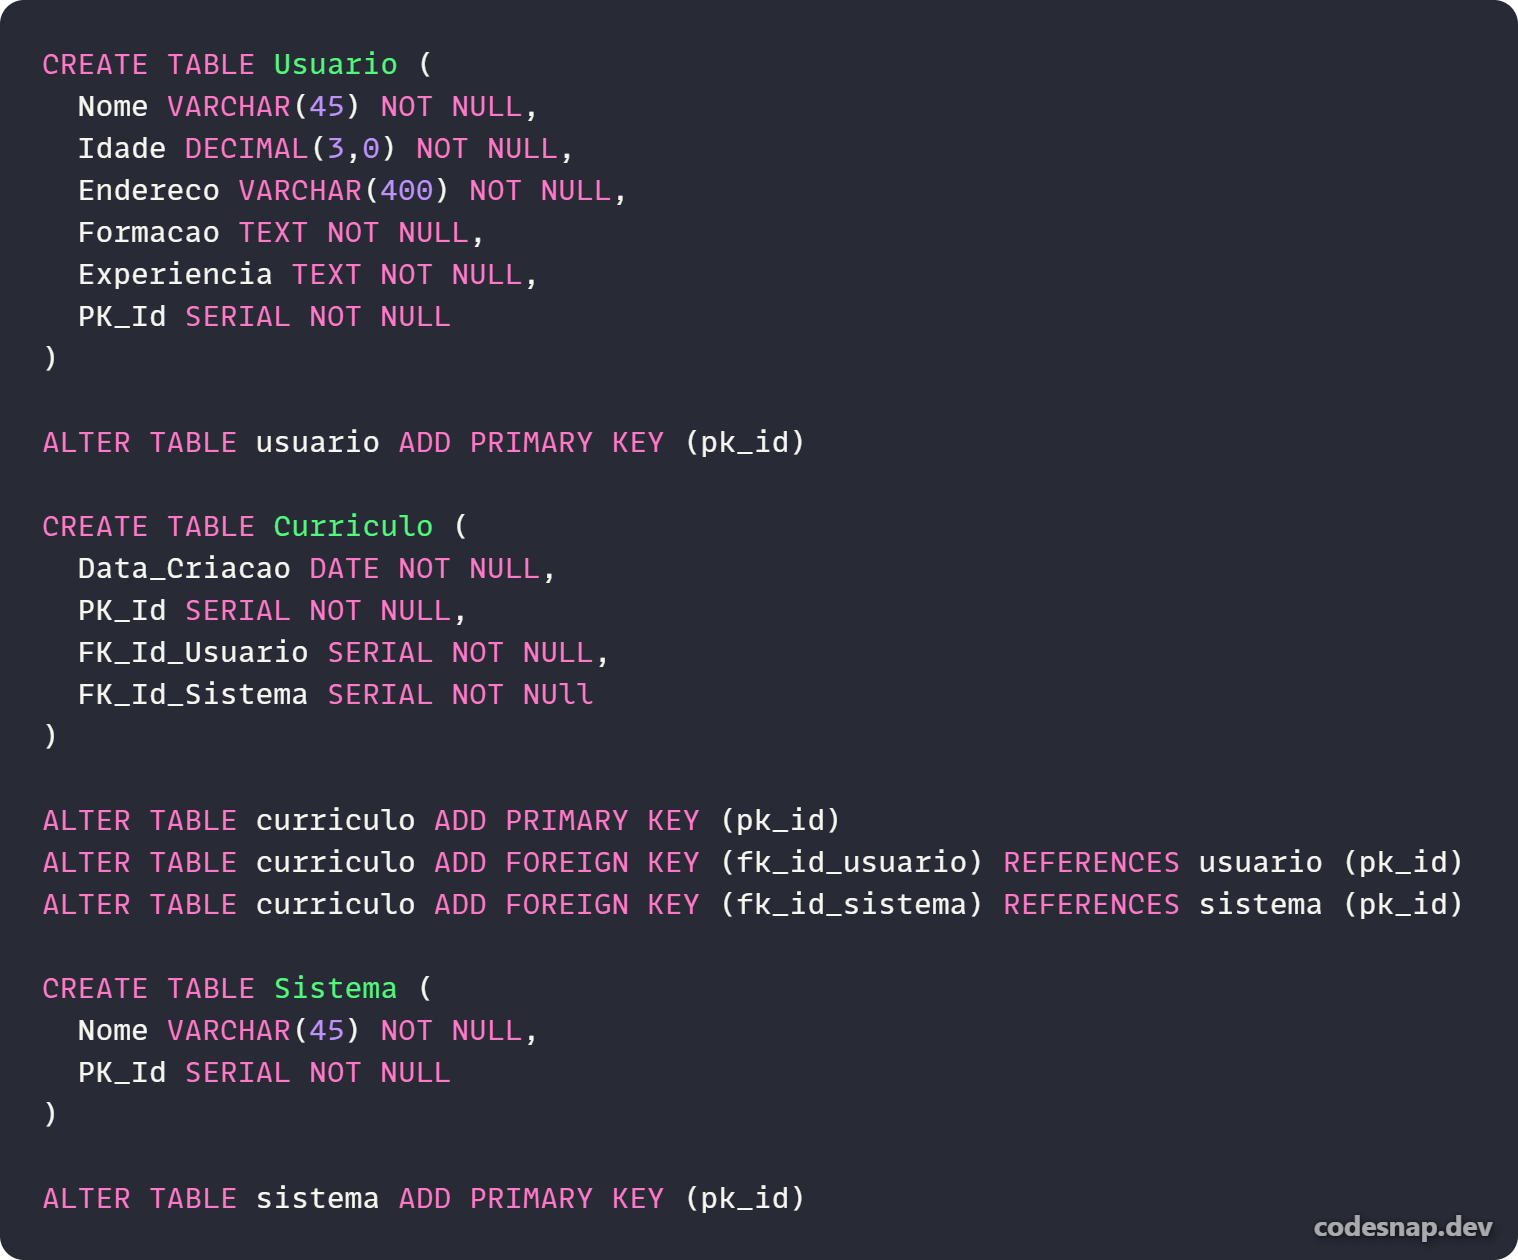 CREATE TABLE Usuario (
  Nome VARCHAR(45) NOT NULL,
  Idade DECIMAL(3,0) NOT NULL,
  Endereco VARCHAR(400) NOT NULL,
  Formacao TEXT NOT NULL,
  Experiencia TEXT NOT NULL,
  PK_Id SERIAL NOT NULL
)

ALTER TABLE usuario ADD PRIMARY KEY (pk_id)

CREATE TABLE Curriculo (
  Data_Criacao DATE NOT NULL,
  PK_Id SERIAL NOT NULL,
  FK_Id_Usuario SERIAL NOT NULL,
  FK_Id_Sistema SERIAL NOT NUll
)

ALTER TABLE curriculo ADD PRIMARY KEY (pk_id)
ALTER TABLE curriculo ADD FOREIGN KEY (fk_id_usuario) REFERENCES usuario (pk_id)
ALTER TABLE curriculo ADD FOREIGN KEY (fk_id_sistema) REFERENCES sistema (pk_id)

CREATE TABLE Sistema (
  Nome VARCHAR(45) NOT NULL,
  PK_Id SERIAL NOT NULL
)

ALTER TABLE sistema ADD PRIMARY KEY (pk_id)
codesnap.dev